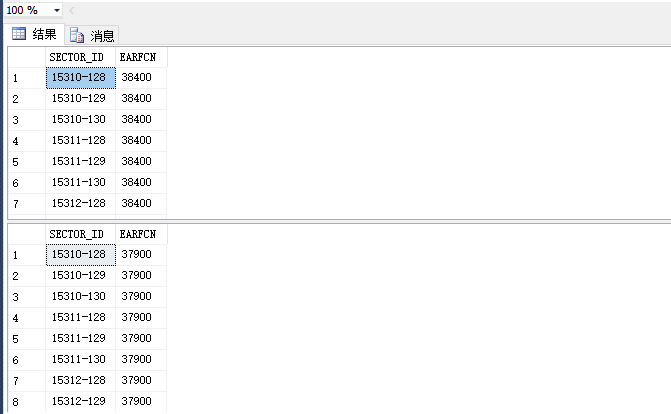 100 %
结果 消息
SECTOR_ID EARFCN
1 15310-128 38400
2 15310-129 38400
3 15310-130 38400
4 15311-128 38400
5 15311-129 38400
6 15311-130 38400
7 15312-128 38400
SECTOR_ID EARFCN
1 15310-128 37900
2 15310-129 37900
3 15310-130 37900
4 15311-128 37900
5 15311-129 37900
6 15311-130 37900
7 15312-128 37900
8 15312-129 37900